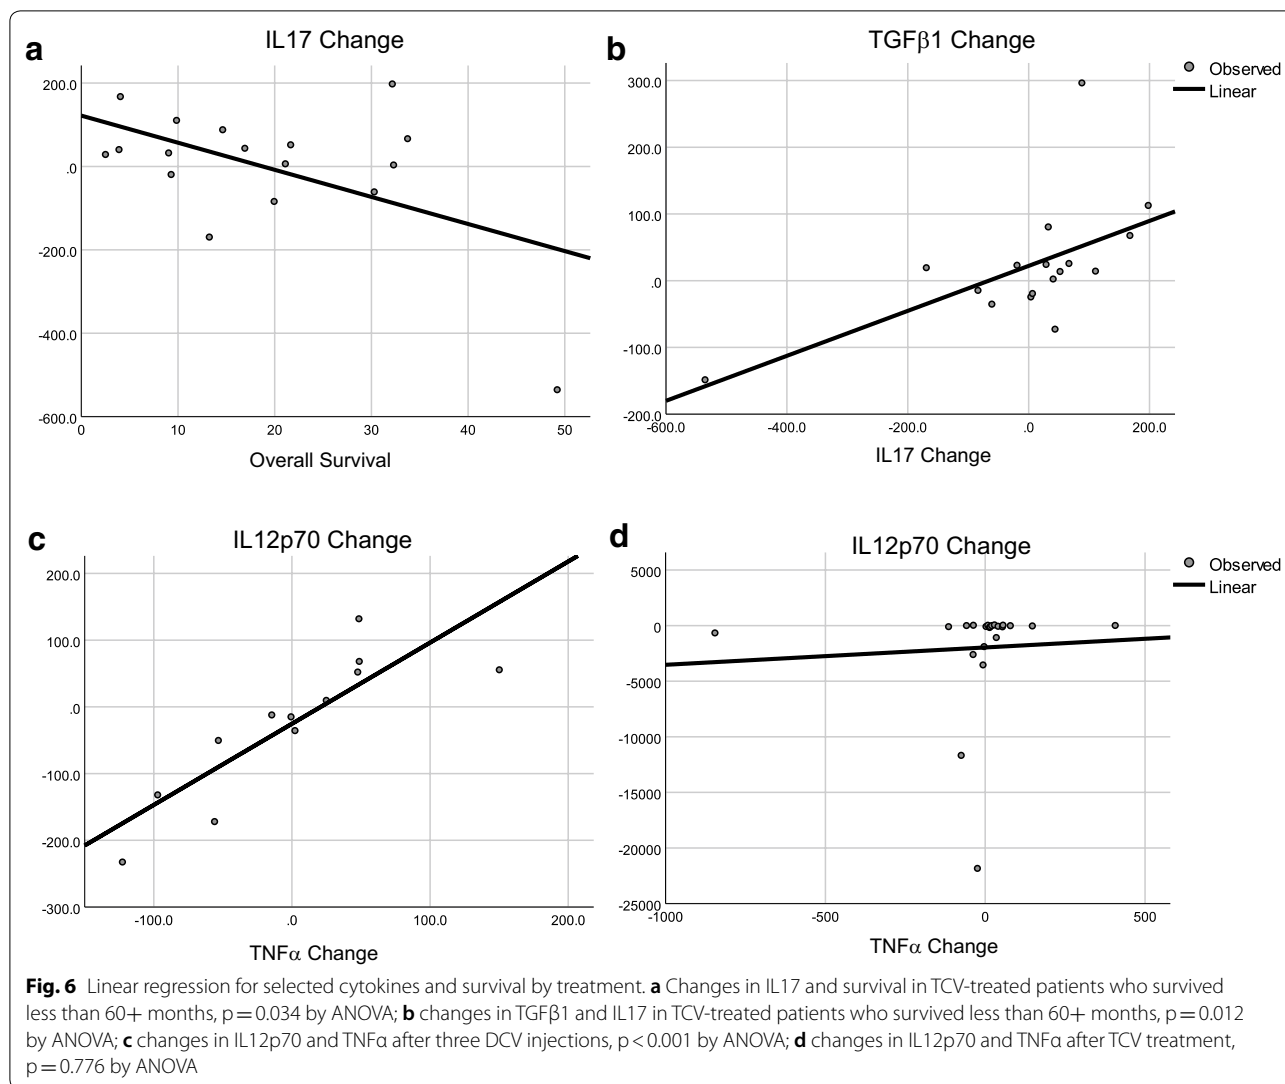 a
IL17 Change
200.0
.0
-200.0
-400.0
-600.0
0 10 20 30 40 50
Overall Survival
b
TGFβ1 Change
Observed
Linear
300.0
200.0
100.0
.0
-100.0
-200.0
-600.0 -400.0 -200.0 .0 200.0
IL17 Change
c
IL12p70 Change
200.0
100.0
.0
-100.0
-200.0
-300.0
-100.0 .0 100.0 200.0
TNFα Change
d
IL12p70 Change
Observed
Linear
5000
0
-5000
-10000
-15000
-20000
-25000
-1000 -500 0 500
TNFα Change
Fig. 6 Linear regression for selected cytokines and survival by treatment. a Changes in IL17 and survival in TCV-treated patients who survived
less than 60+ months, p = 0.034 by ANOVA; b changes in TGFβ1 and IL17 in TCV-treated patients who survived less than 60+ months, p = 0.012
by ANOVA; c changes in IL12p70 and TNFα after three DCV injections, p < 0.001 by ANOVA; d changes in IL12p70 and TNFα after TCV treatment,
p = 0.776 by ANOVA